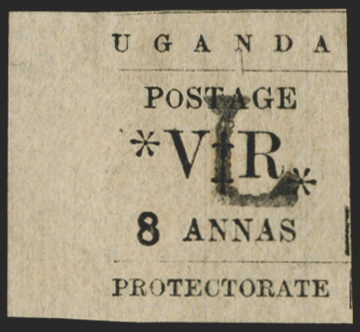 UGANDA
POSTAGE
*V R*
L
8 ANNAS
PROTECTORATE